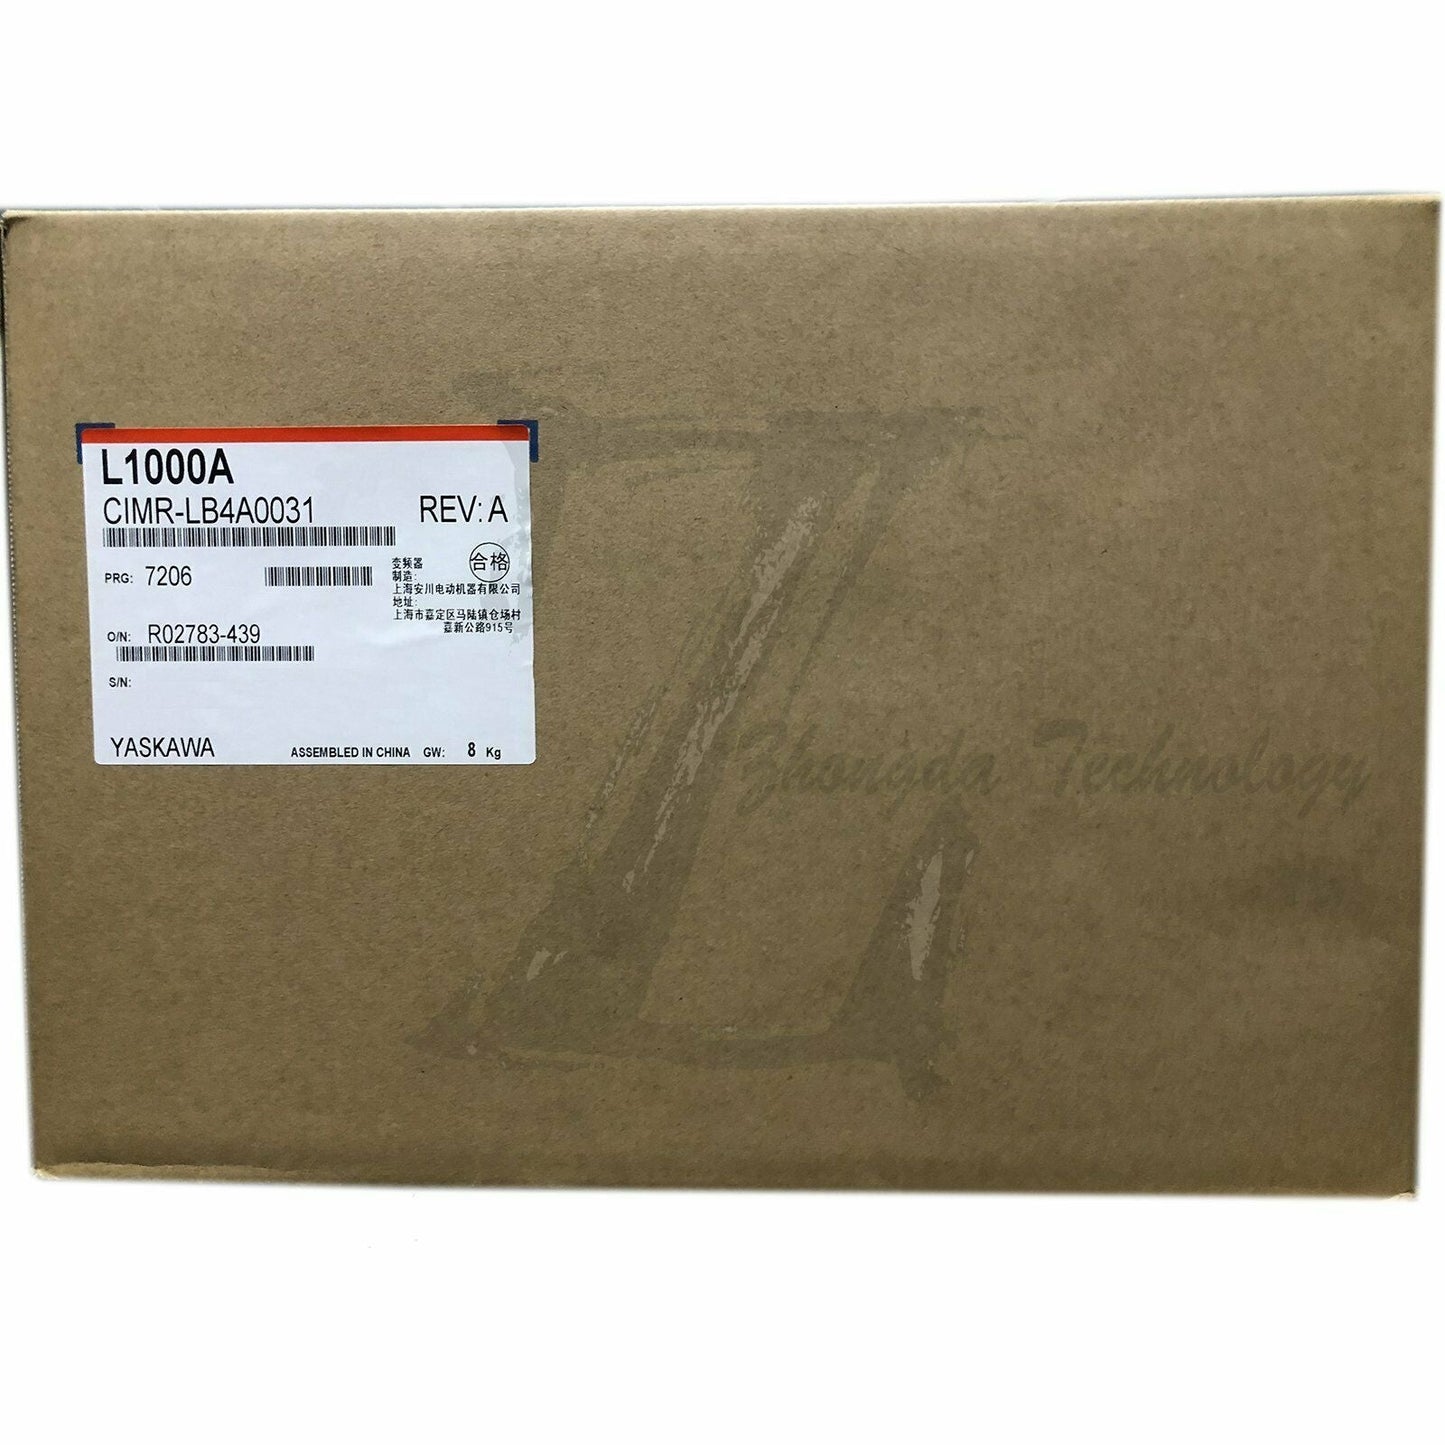 L1000A
CIMR-LB4A0031 REV: A
PRG: 7206
变频器
合格
制造:
上海安川电动机器有限公司
地址:
上海市嘉定区马陆镇仓场村
嘉新公路915号
O/N: R02783-439
S/N:
YASKAWA ASSEMBLED IN CHINA GW: 8 Kg
Zhongda Technology